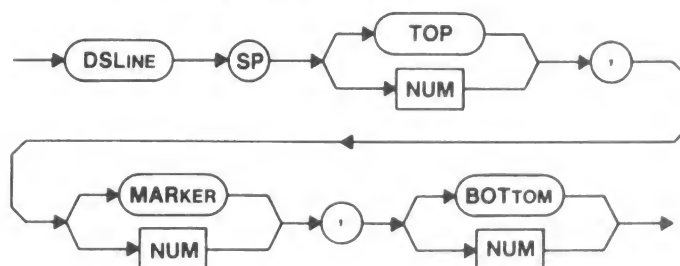 DSLINE SP TOP ,
NUM
MARKER , BOTTOM
NUM NUM